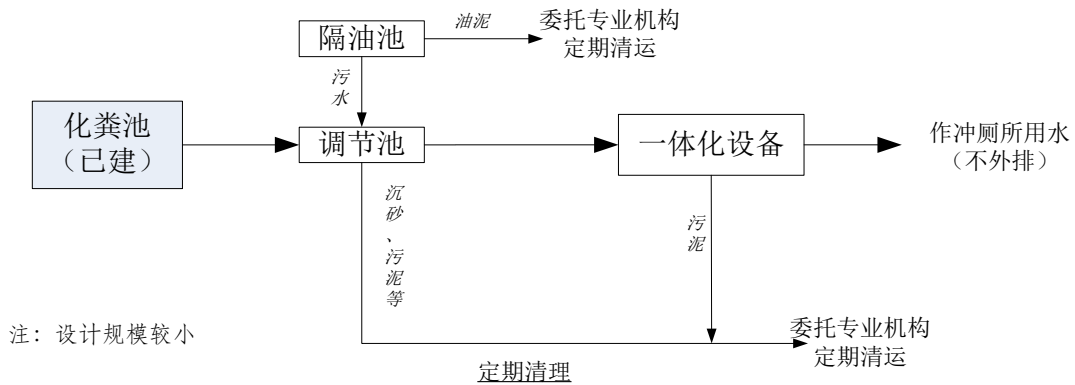 隔油池
油泥
委托专业机构
定期清运
污水
化粪池
（已建）
调节池
一体化设备
作冲厕所用水
（不外排）
沉砂、污泥等
污泥
注：设计规模较小
委托专业机构
定期清运
定期清理